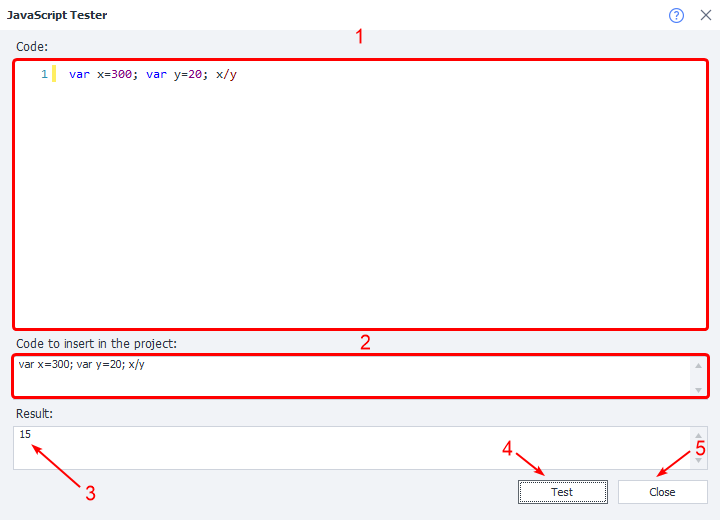 JavaScript Tester
?
1
Code:
1 var x=300; var y=20; x/y
2
Code to insert in the project:
var x=300; var y=20; x/y
Result:
15
3
4
5
Test
Close